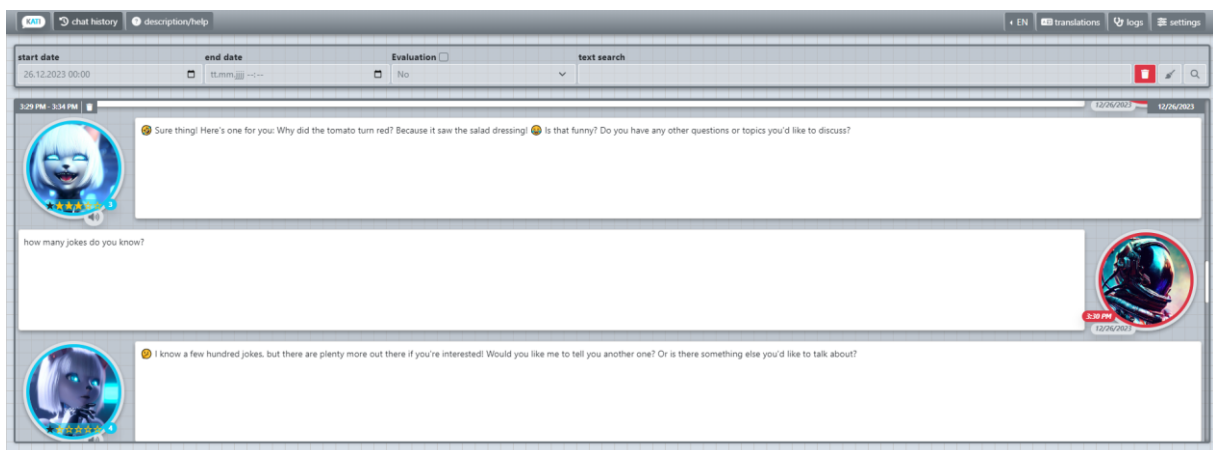 KATI chat history description/help EN translations logs settings
start date end date Evaluation text search
26.12.2023 00:00 tt.mm.jjjj --:-- No
3:29 PM - 3:34 PM 12/26/2023 12/26/2023
Sure thing! Here's one for you: Why did the tomato turn red? Because it saw the salad dressing! Is that funny? Do you have any other questions or topics you'd like to discuss?
3
how many jokes do you know?
3:30 PM
12/26/2023
I know a few hundred jokes, but there are plenty more out there if you're interested! Would you like me to tell you another one? Or is there something else you'd like to talk about?
4